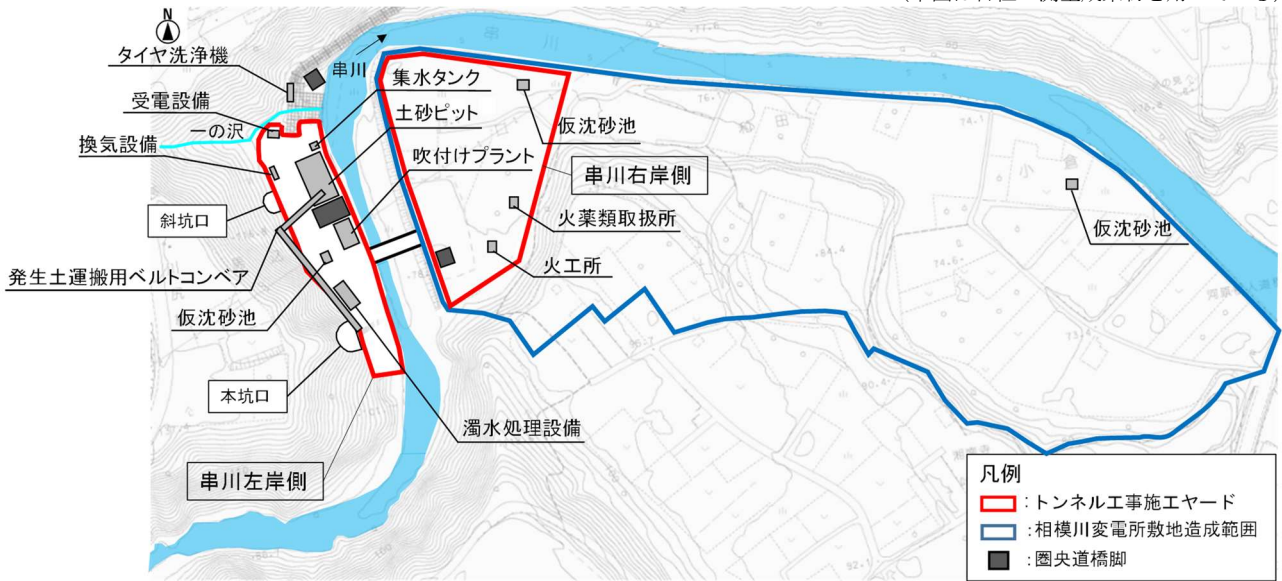 N
タイヤ洗浄機
受電設備
一の沢
換気設備
斜坑口
発生土運搬用ベルトコンベア
仮沈砂池
本坑口
串川左岸側
串川
集水タンク
土砂ピット
吹付けプラント
濁水処理設備
串川
仮沈砂池
串川右岸側
火薬類取扱所
火工所
仮沈砂池
凡例
：トンネル工事施工ヤード
：相模川変電所敷地造成範囲
：圏央道橋脚